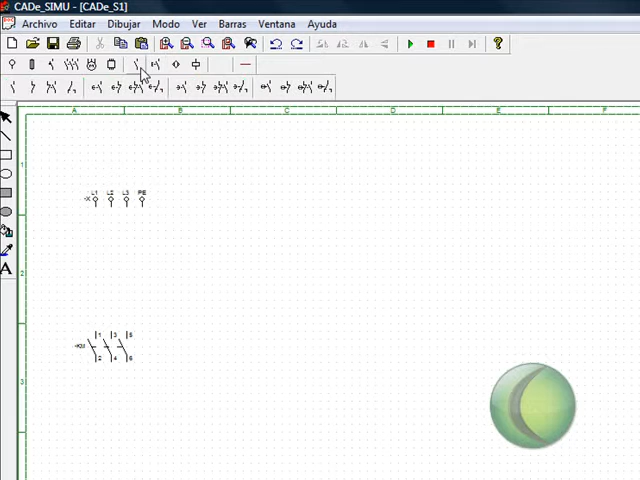 CADe_SIMU - [CADe_S1]
Archivo Editar Dibujar Modo Ver Barras Ventana Ayuda
A B C D E F
1
L1 L2 L3 PE
-X
2
1 3 5
-KM
2 4 6
3
A